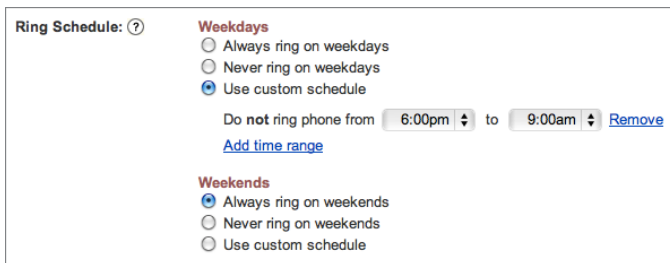 Ring Schedule: (?) Weekdays
Always ring on weekdays
Never ring on weekdays
Use custom schedule
Do not ring phone from 6:00pm to 9:00am Remove
Add time range
Weekends
Always ring on weekends
Never ring on weekends
Use custom schedule